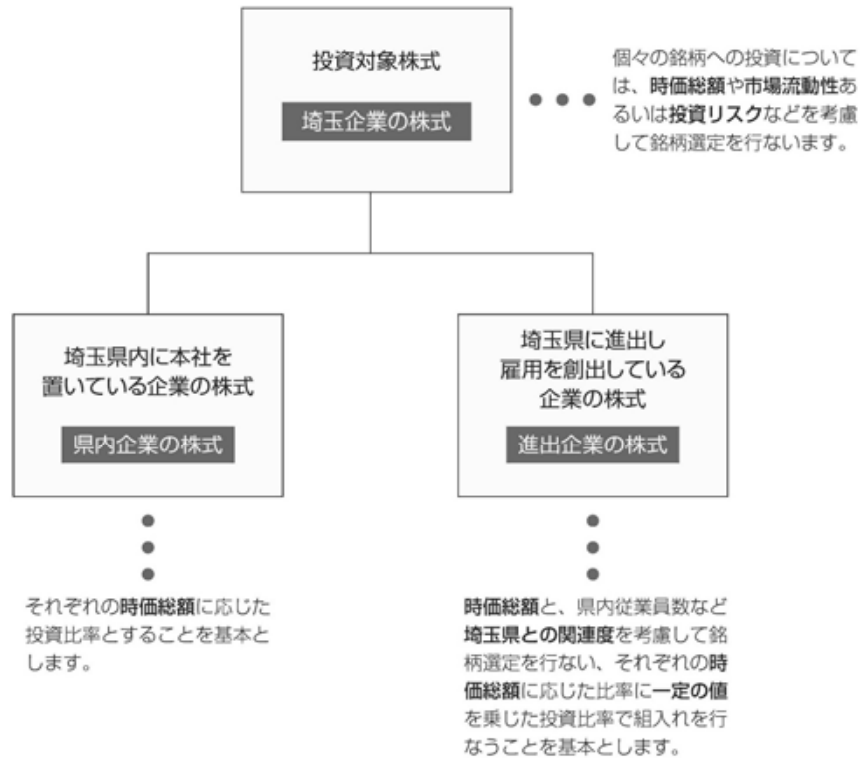 投資対象株式
埼玉企業の株式
個々の銘柄への投資について
は、時価総額や市場流動性あ
るいは投資リスクなどを考慮
して銘柄選定を行ないます。
埼玉県内に本社を
置いている企業の株式
県内企業の株式
それぞれの時価総額に応じた
投資比率とすることを基本と
します。
埼玉県に進出し
雇用を創出している
企業の株式
進出企業の株式
時価総額と、県内従業員数など
埼玉県との関連度を考慮して銘
柄選定を行ない、それぞれの時
価総額に応じた比率に一定の値
を乗じた投資比率で組入れを行
なうことを基本とします。